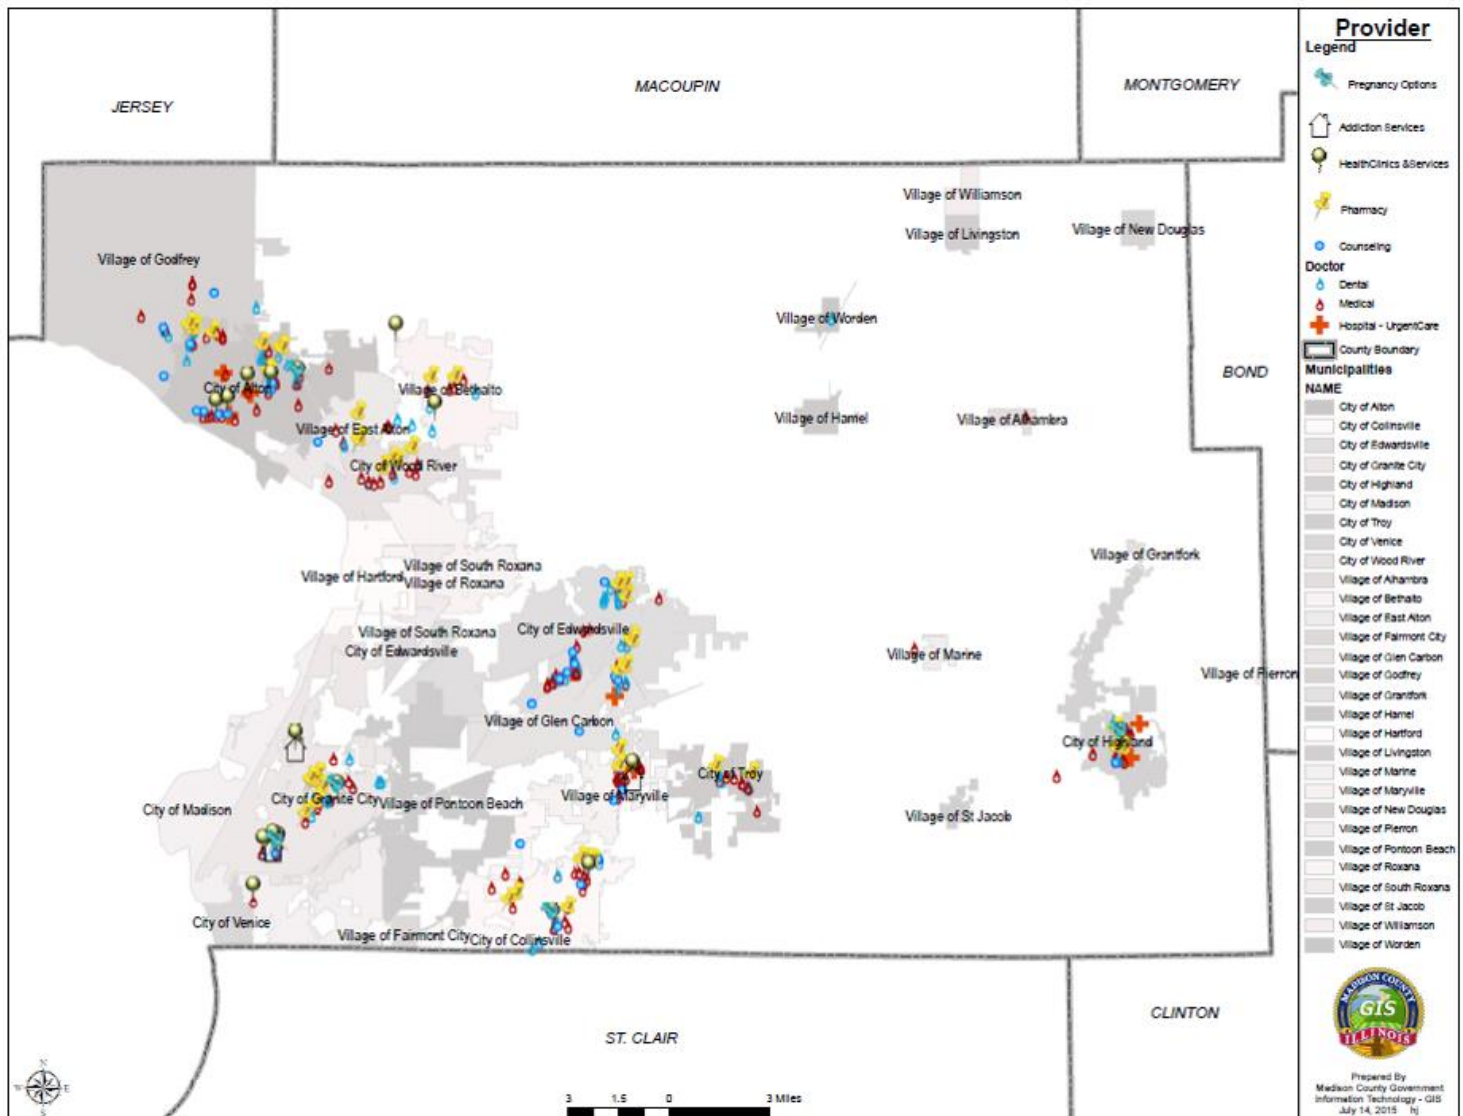 JERSEY
MACOUPIN
MONTGOMERY
BOND
ST. CLAIR
CLINTON
Village of Williamson
Village of Livingston
Village of New Douglas
Village of Godfrey
Village of Worden
City of Alton
Village of Bethalto
Village of Hamel
Village of Alhambra
Village of East Alton
City of Wood River
Village of Grantfork
Village of South Roxana
Village of Hartford
Village of Roxana
Village of South Roxana
City of Edwardsville
City of Edwardsville
Village of Marine
Village of Pierron
Village of Glen Carbon
City of Highland
City of Troy
City of Granite City
Village of Pontoon Beach
Village of Maryville
City of Madison
Village of St Jacob
City of Venice
Village of Fairmont City
City of Collinsville
N
W
E
S
3 1.5 0 3 Miles
Provider
Legend
Pregnancy Options
Addiction Services
HealthClinics &Services
Pharmacy
Counseling
Doctor
Dental
Medical
Hospital - UrgentCare
County Boundary
Municipalities
NAME
City of Alton
City of Collinsville
City of Edwardsville
City of Granite City
City of Highland
City of Madison
City of Troy
City of Venice
City of Wood River
Village of Alhambra
Village of Bethalto
Village of East Alton
Village of Fairmont City
Village of Glen Carbon
Village of Godfrey
Village of Grantfork
Village of Hamel
Village of Hartford
Village of Livingston
Village of Marine
Village of Maryville
Village of New Douglas
Village of Pierron
Village of Pontoon Beach
Village of Roxana
Village of South Roxana
Village of St Jacob
Village of Williamson
Village of Worden
MADISON COUNTY
GIS
ILLINOIS
Prepared By
Madison County Government
Information Technology - GIS
July 14, 2015 hj